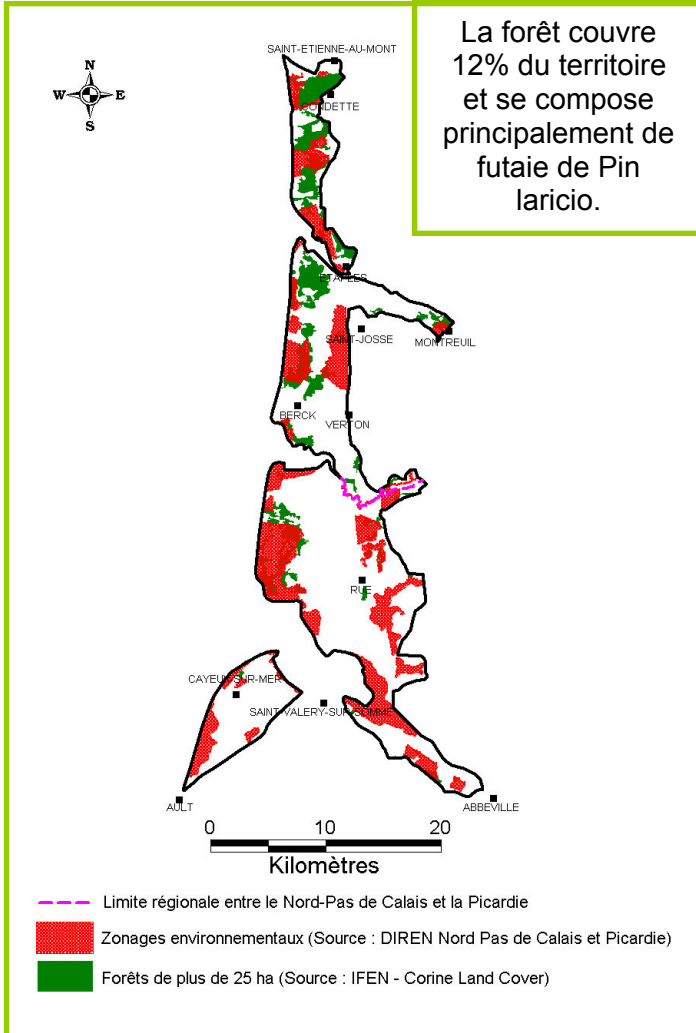 La forêt couvre
12% du territoire
et se compose
principalement de
futaie de Pin
laricio.
SAINT-ETIENNE-AU-MONT
N
W E
S
CONDETTE
ETAPLES
SAINT-JOSSE
MONTREUIL
BERCK
VERTON
RUE
CAYEUX-SUR-MER
SAINT-VALERY-SUR-SOMME
AULT
ABBEVILLE
0 10 20
Kilomètres
Limite régionale entre le Nord-Pas de Calais et la Picardie
Zonages environnementaux (Source : DIREN Nord Pas de Calais et Picardie)
Forêts de plus de 25 ha (Source : IFEN - Corine Land Cover)